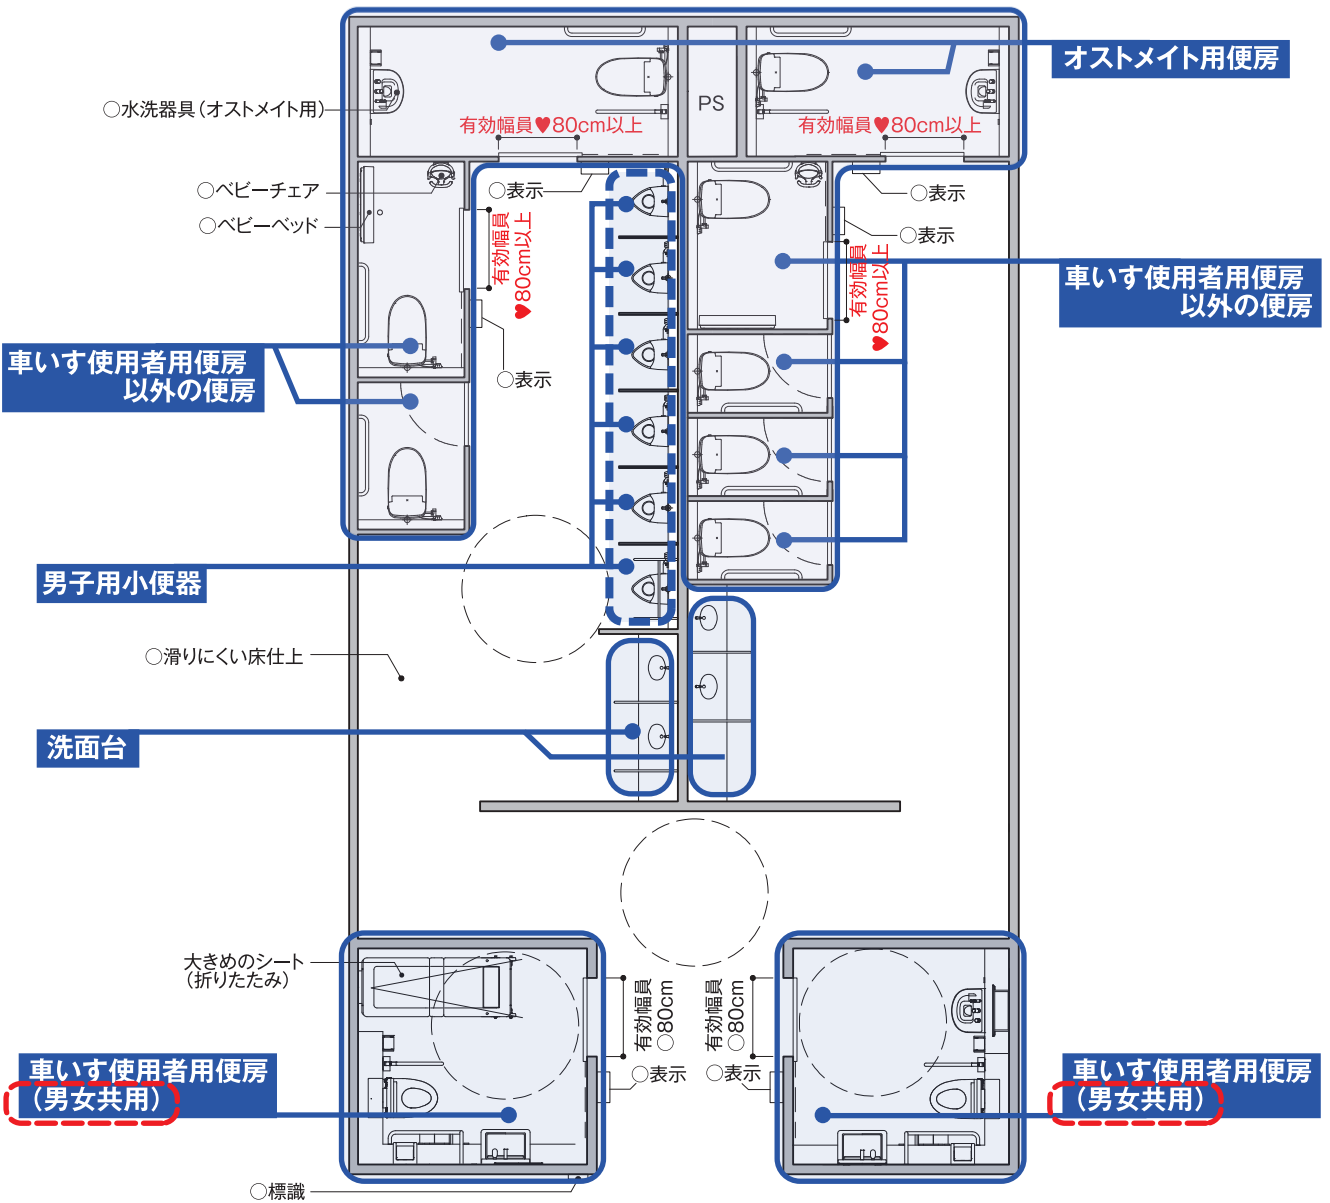 オストメイト用便房
PS
○水洗器具（オストメイト用）
有効幅員♥80cm以上
有効幅員♥80cm以上
○ベビーチェア
○表示
○表示
○ベビーベッド
有効幅員
♥80cm以上
○表示
有効幅員
♥80cm以上
車いす使用者用便房
以外の便房
車いす使用者用便房
以外の便房
○表示
男子用小便器
○滑りにくい床仕上
洗面台
大きめのシート
（折りたたみ）
有効幅員
○80cm
有効幅員
○80cm
○表示
○表示
車いす使用者用便房
（男女共用）
車いす使用者用便房
（男女共用）
○標識